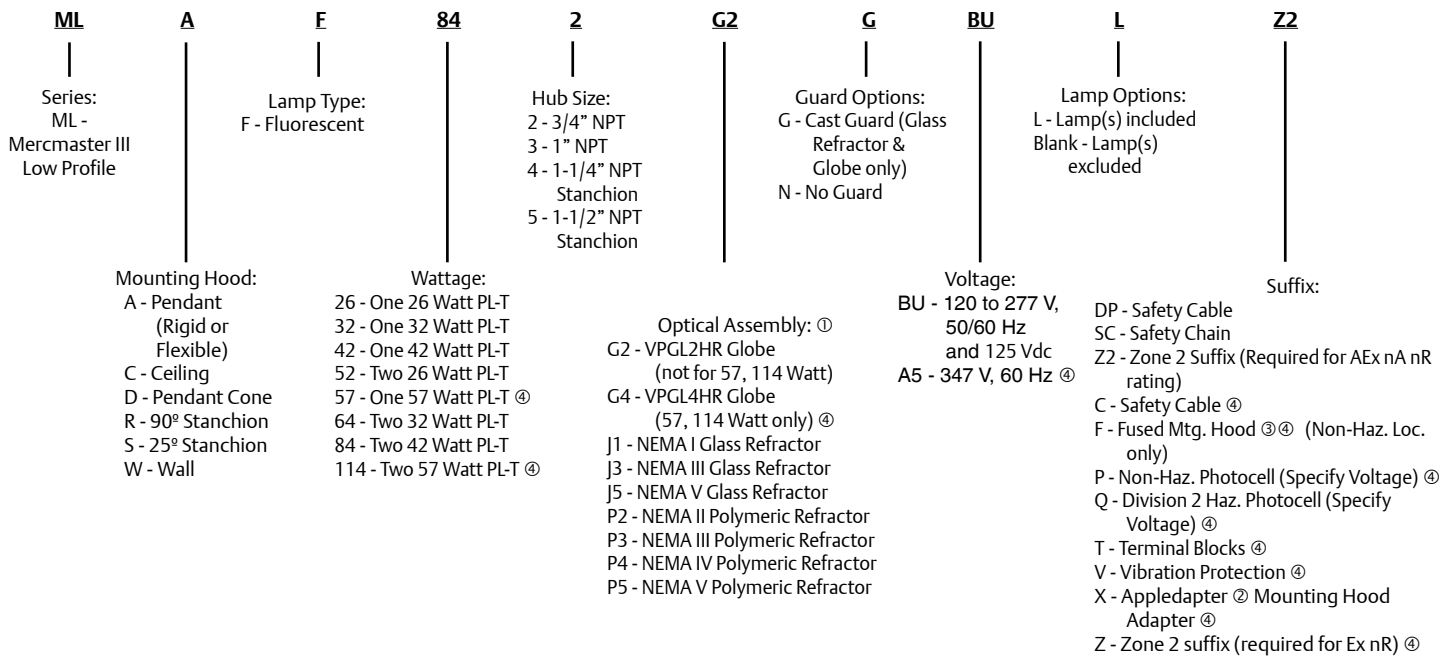 ML A F 84 2 G2 G BU L Z2
Series:
ML -
Mercmaster III
Low Profile
Lamp Type:
F - Fluorescent
Hub Size:
2 - 3/4” NPT
3 - 1” NPT
4 - 1-1/4” NPT
Stanchion
5 - 1-1/2” NPT
Stanchion
Guard Options:
G - Cast Guard (Glass
Refractor &
Globe only)
N - No Guard
Lamp Options:
L - Lamp(s) included
Blank - Lamp(s)
excluded
Mounting Hood:
A - Pendant
(Rigid or
Flexible)
C - Ceiling
D - Pendant Cone
R - 90º Stanchion
S - 25º Stanchion
W - Wall
Wattage:
26 - One 26 Watt PL-T
32 - One 32 Watt PL-T
42 - One 42 Watt PL-T
52 - Two 26 Watt PL-T
57 - One 57 Watt PL-T ④
64 - Two 32 Watt PL-T
84 - Two 42 Watt PL-T
114 - Two 57 Watt PL-T ④
Optical Assembly: ①
G2 - VPGL2HR Globe
(not for 57, 114 Watt)
G4 - VPGL4HR Globe
(57, 114 Watt only) ④
J1 - NEMA I Glass Refractor
J3 - NEMA III Glass Refractor
J5 - NEMA V Glass Refractor
P2 - NEMA II Polymeric Refractor
P3 - NEMA III Polymeric Refractor
P4 - NEMA IV Polymeric Refractor
P5 - NEMA V Polymeric Refractor
Voltage:
BU - 120 to 277 V,
50/60 Hz
and 125 Vdc
A5 - 347 V, 60 Hz ④
Suffix:
DP - Safety Cable
SC - Safety Chain
Z2 - Zone 2 Suffix (Required for AEx nA nR
rating)
C - Safety Cable ④
F - Fused Mtg. Hood ③④ (Non-Haz. Loc.
only)
P - Non-Haz. Photocell (Specify Voltage) ④
Q - Division 2 Haz. Photocell (Specify
Voltage) ④
T - Terminal Blocks ④
V - Vibration Protection ④
X - Appledapter ② Mounting Hood
Adapter ④
Z - Zone 2 suffix (required for Ex nR) ④